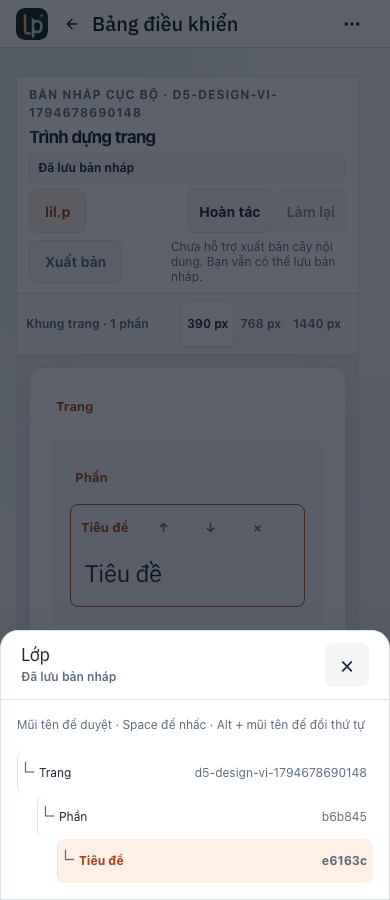 lp
← Bảng điều khiển ···
BẢN NHÁP CỤC BỘ · D5-DESIGN-VI-
1794678690148
Trình dựng trang
Đã lưu bản nháp
lil.p
Hoàn tác
Làm lại
Xuất bản
Chưa hỗ trợ xuất bản cây nội
dung. Bạn vẫn có thể lưu bản
nháp.
Khung trang · 1 phần
390 px
768 px
1440 px
Trang
Phần
Tiêu đề ↑ ↓ ×
Tiêu đề
Lớp
Đã lưu bản nháp
Mũi tên để duyệt · Space để nhấc · Alt + mũi tên để đổi thứ tự
Trang d5-design-vi-1794678690148
Phần b6b845
Tiêu đề e6163c